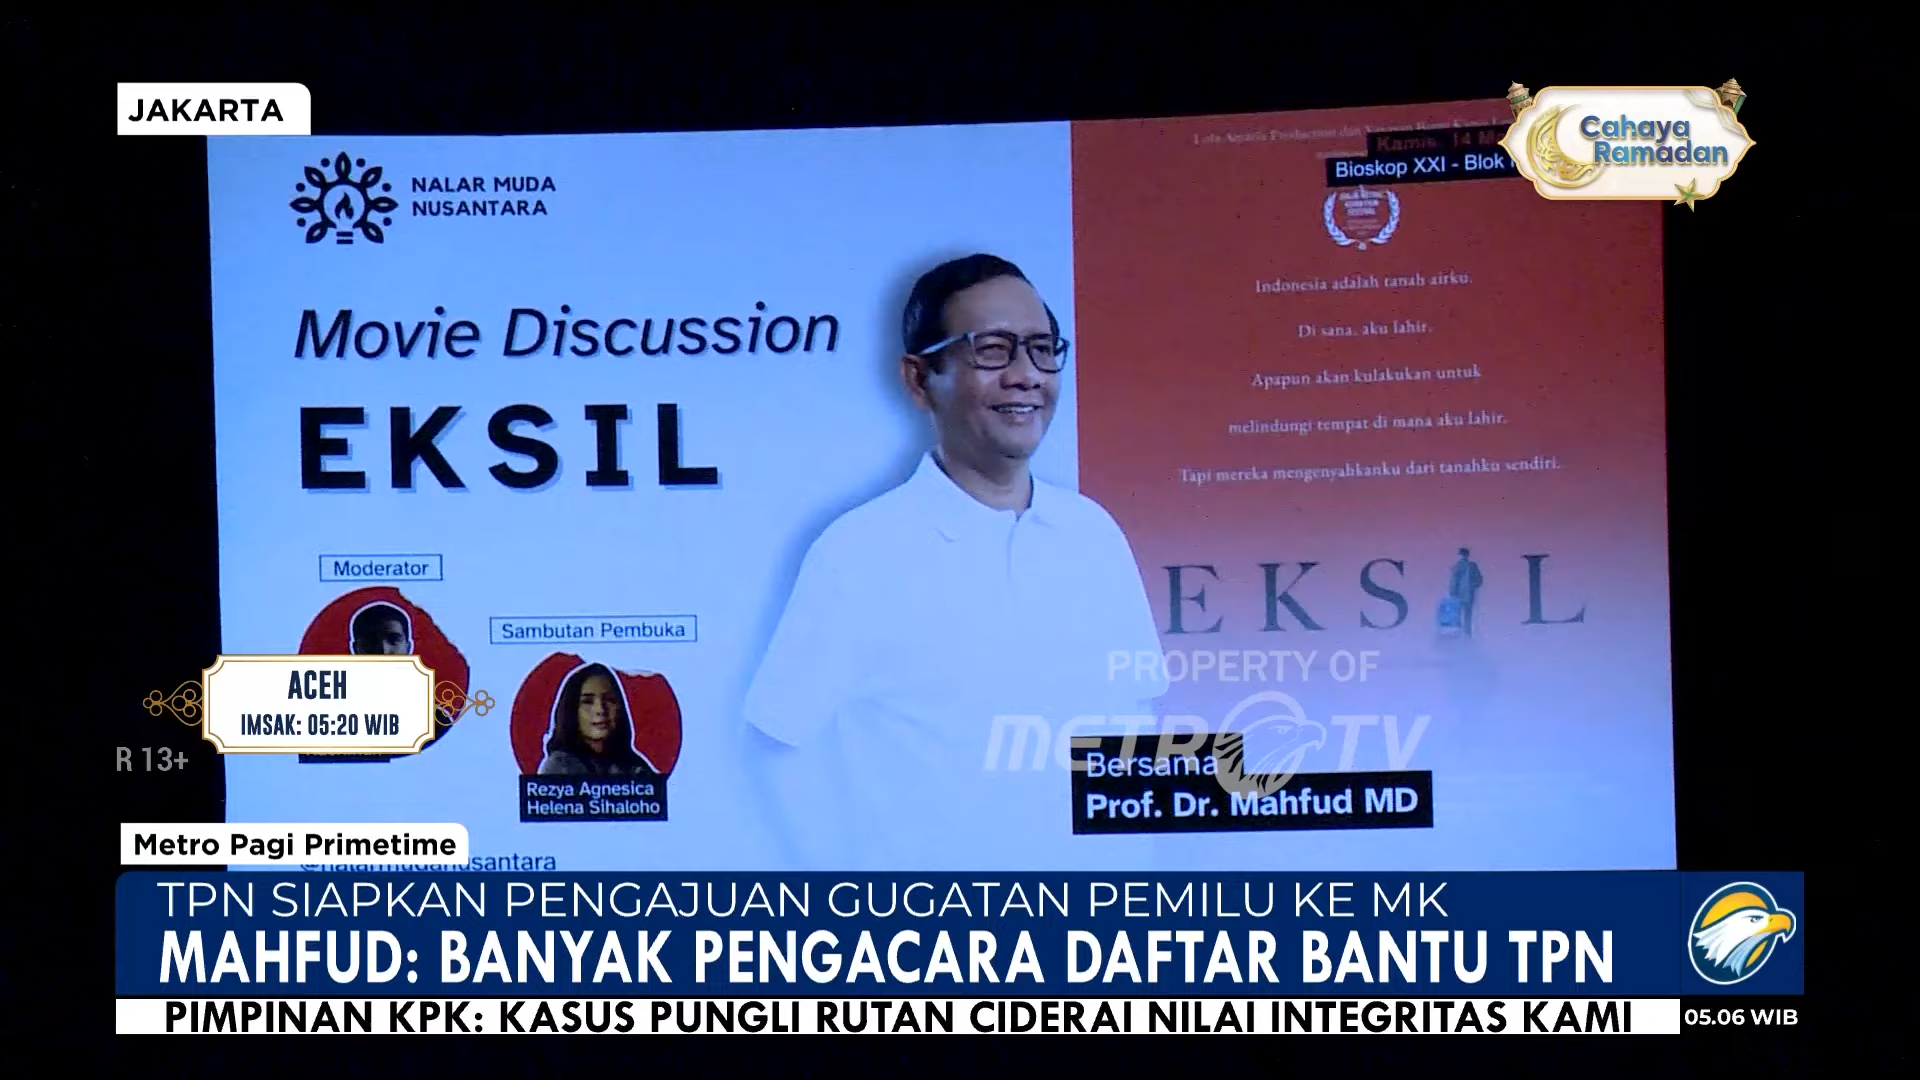 JAKARTA
Cahaya
Ramadan
NALAR MUDA
NUSANTARA
Movie Discussion
EKSIL
Moderator
Sambutan Pembuka
Rezya Agnesica
Helena Sihaloho
Kamis, 14
Bioskop XXI - Blok
Indonesia adalah tanah airku.
Di sana, aku lahir.
Apapun akan kulakukan untuk
melindungi tempat di mana aku lahir.
Tapi mereka mengenyahkanku dari tanahku sendiri.
EKSIL
PROPERTY OF
METRO TV
Bersama
Prof. Dr. Mahfud MD
ACEH
IMSAK: 05:20 WIB
R 13+
Metro Pagi Primetime
@nalarmudanusantara
TPN SIAPKAN PENGAJUAN GUGATAN PEMILU KE MK
MAHFUD: BANYAK PENGACARA DAFTAR BANTU TPN
PIMPINAN KPK: KASUS PUNGLI RUTAN CIDERAI NILAI INTEGRITAS KAMI
05.06 WIB